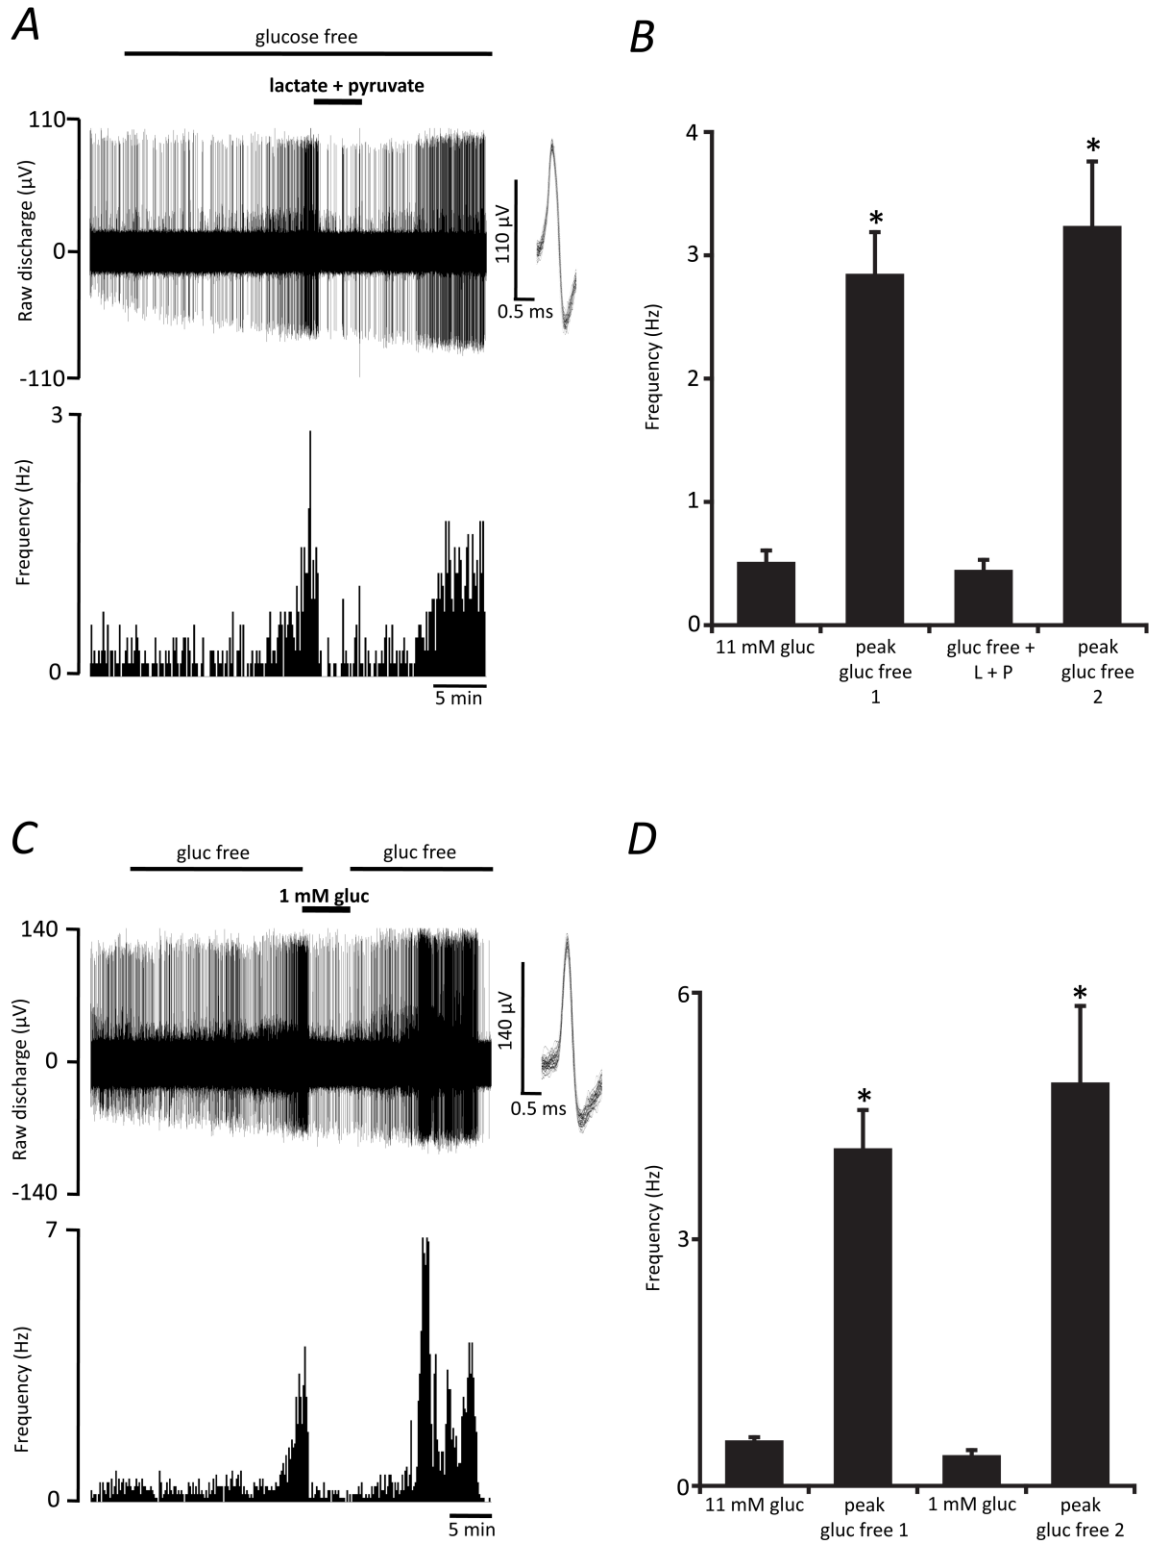 A
glucose free
lactate + pyruvate
110
0
-110
Raw discharge (µV)
110 µV
0.5 ms
3
0
Frequency (Hz)
5 min
B
4
3
2
1
0
Frequency (Hz)
*
*
11 mM gluc
peak
gluc free
1
gluc free +
L + P
peak
gluc free
2
C
gluc free
gluc free
1 mM gluc
140
0
-140
Raw discharge (µV)
140 µV
0.5 ms
7
0
Frequency (Hz)
5 min
D
6
3
0
Frequency (Hz)
*
*
11 mM gluc
peak
gluc free 1
1 mM gluc
peak
gluc free 2